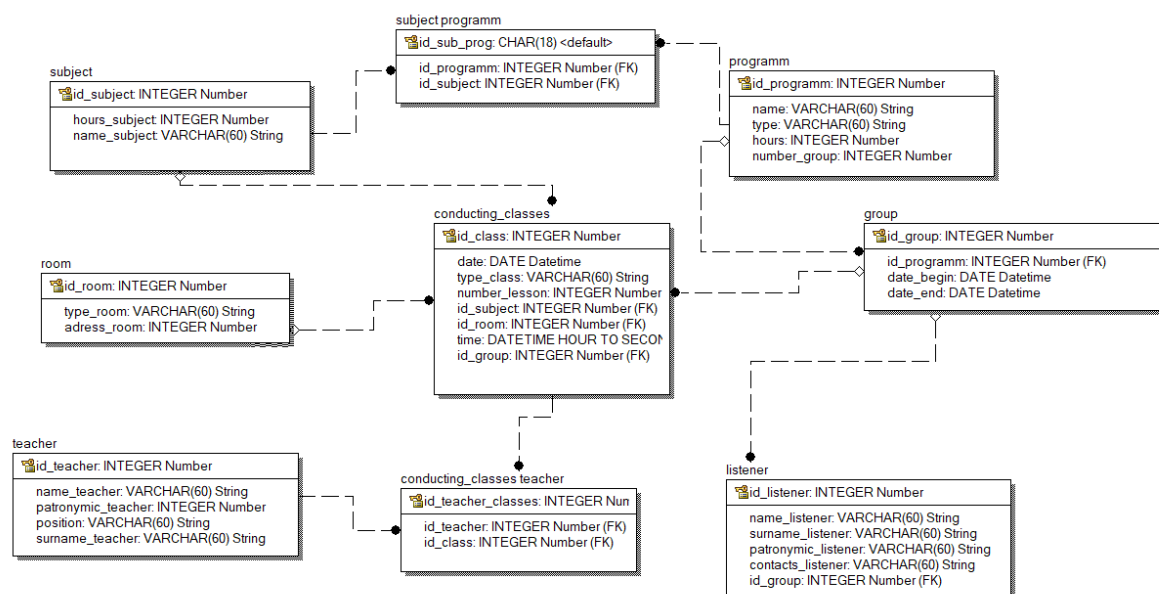 subject programm
id_sub_prog: CHAR(18) <default>
id_programm: INTEGER Number (FK)
id_subject: INTEGER Number (FK)
subject
id_subject: INTEGER Number
hours_subject: INTEGER Number
name_subject: VARCHAR(60) String
programm
id_programm: INTEGER Number
name: VARCHAR(60) String
type: VARCHAR(60) String
hours: INTEGER Number
number_group: INTEGER Number
conducting_classes
id_class: INTEGER Number
date: DATE Datetime
type_class: VARCHAR(60) String
number_lesson: INTEGER Number
id_subject: INTEGER Number (FK)
id_room: INTEGER Number (FK)
time: DATETIME HOUR TO SECON
id_group: INTEGER Number (FK)
group
id_group: INTEGER Number
id_programm: INTEGER Number (FK)
date_begin: DATE Datetime
date_end: DATE Datetime
room
id_room: INTEGER Number
type_room: VARCHAR(60) String
adress_room: INTEGER Number
teacher
id_teacher: INTEGER Number
name_teacher: VARCHAR(60) String
patronymic_teacher: INTEGER Number
position: VARCHAR(60) String
surname_teacher: VARCHAR(60) String
conducting_classes teacher
id_teacher_classes: INTEGER Num
id_teacher: INTEGER Number (FK)
id_class: INTEGER Number (FK)
listener
id_listener: INTEGER Number
name_listener: VARCHAR(60) String
surname_listener: VARCHAR(60) String
patronymic_listener: VARCHAR(60) String
contacts_listener: VARCHAR(60) String
id_group: INTEGER Number (FK)